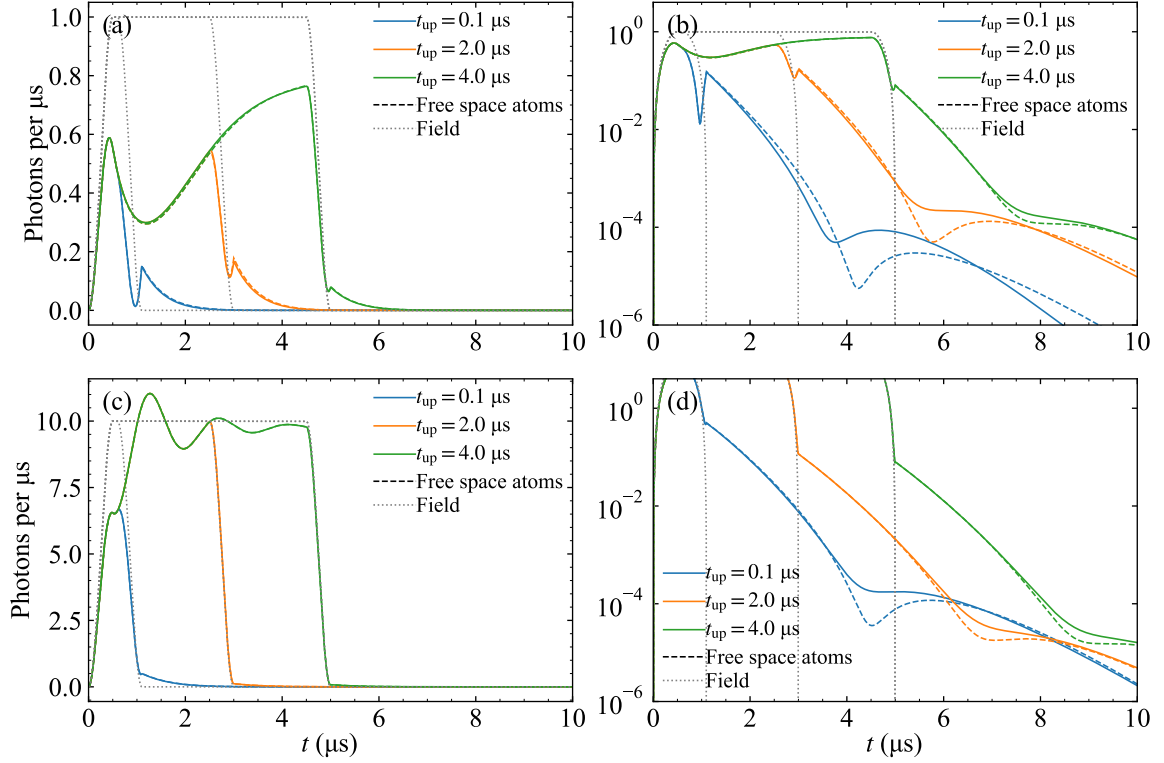 (a)
t_up = 0.1 μs
t_up = 2.0 μs
t_up = 4.0 μs
Free space atoms
Field
Photons per μs
1.0
0.8
0.6
0.4
0.2
0.0
0 2 4 6 8 10
(b)
t_up = 0.1 μs
t_up = 2.0 μs
t_up = 4.0 μs
Free space atoms
Field
10^0
10^−2
10^−4
10^−6
0 2 4 6 8 10
(c)
t_up = 0.1 μs
t_up = 2.0 μs
t_up = 4.0 μs
Free space atoms
Field
Photons per μs
10.0
7.5
5.0
2.5
0.0
0 2 4 6 8 10
t (μs)
(d)
10^0
10^−2
10^−4
10^−6
t_up = 0.1 μs
t_up = 2.0 μs
t_up = 4.0 μs
Free space atoms
Field
0 2 4 6 8 10
t (μs)